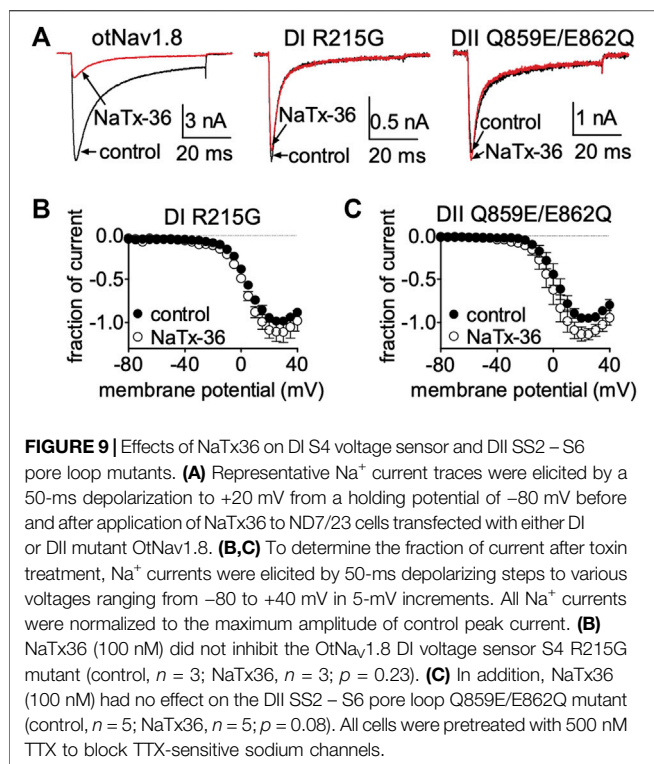 A
otNav1.8
DI R215G
DII Q859E/E862Q
NaTx-36
control
3 nA
20 ms
NaTx-36
control
0.5 nA
20 ms
control
NaTx-36
1 nA
20 ms
B
DI R215G
fraction of current
0.0
-0.5
-1.0
control
NaTx-36
-80
-40
0
40
membrane potential (mV)
C
DII Q859E/E862Q
fraction of current
0.0
-0.5
-1.0
control
NaTx-36
-80
-40
0
40
membrane potential (mV)
FIGURE 9 | Effects of NaTx36 on DI S4 voltage sensor and DII SS2 – S6
pore loop mutants. (A) Representative Na⁺ current traces were elicited by a
50-ms depolarization to +20 mV from a holding potential of −80 mV before
and after application of NaTx36 to ND7/23 cells transfected with either DI
or DII mutant OtNav1.8. (B,C) To determine the fraction of current after toxin
treatment, Na⁺ currents were elicited by 50-ms depolarizing steps to various
voltages ranging from −80 to +40 mV in 5-mV increments. All Na⁺ currents
were normalized to the maximum amplitude of control peak current. (B)
NaTx36 (100 nM) did not inhibit the OtNaᵥ1.8 DI voltage sensor S4 R215G
mutant (control, n = 3; NaTx36, n = 3; p = 0.23). (C) In addition, NaTx36
(100 nM) had no effect on the DII SS2 – S6 pore loop Q859E/E862Q mutant
(control, n = 5; NaTx36, n = 5; p = 0.08). All cells were pretreated with 500 nM
TTX to block TTX-sensitive sodium channels.